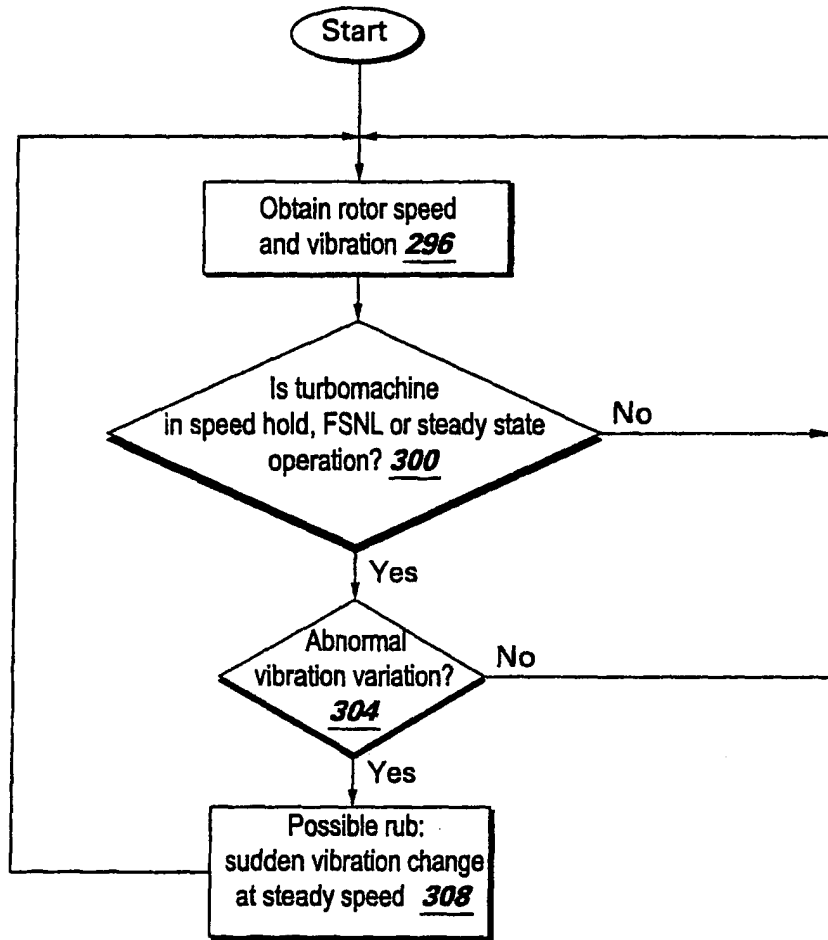 Start
Obtain rotor speed
and vibration 296
Is turbomachine
in speed hold, FSNL or steady state
operation? 300
No
Yes
Abnormal
vibration variation?
304
No
Yes
Possible rub:
sudden vibration change
at steady speed 308